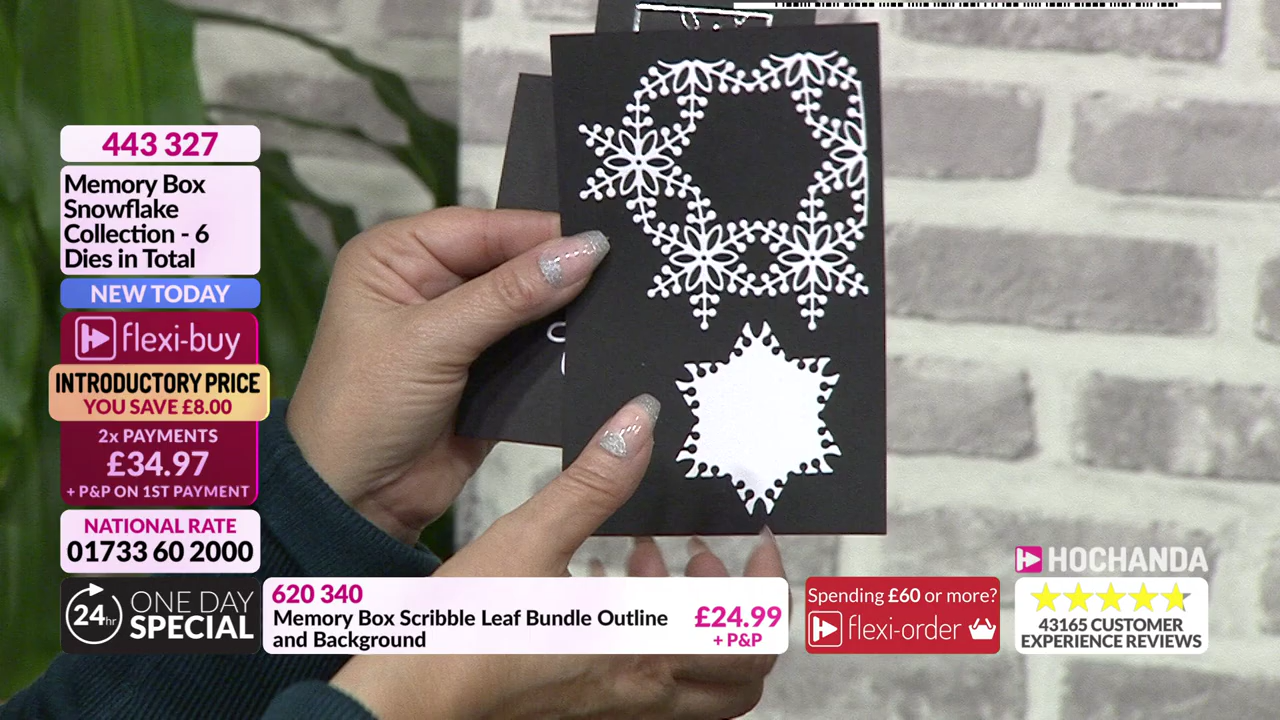 443 327
Memory Box
Snowflake
Collection - 6
Dies in Total
NEW TODAY
flexi-buy
INTRODUCTORY PRICE
YOU SAVE £8.00
2x PAYMENTS
£34.97
+ P&P ON 1ST PAYMENT
NATIONAL RATE
01733 60 2000
24hr
ONE DAY
SPECIAL
620 340
Memory Box Scribble Leaf Bundle Outline
and Background
£24.99
+ P&P
Spending £60 or more?
flexi-order
HOCHANDA
43165 CUSTOMER
EXPERIENCE REVIEWS